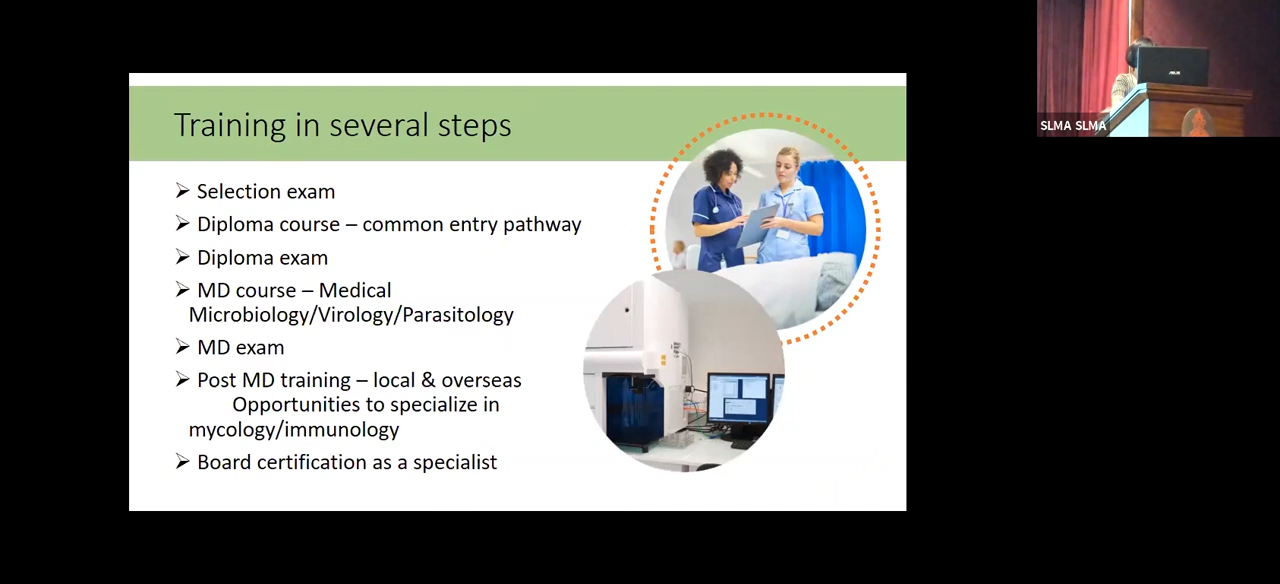 Training in several steps
➢ Selection exam
➢ Diploma course – common entry pathway
➢ Diploma exam
➢ MD course – Medical
Microbiology/Virology/Parasitology
➢ MD exam
➢ Post MD training – local & overseas
Opportunities to specialize in
mycology/immunology
➢ Board certification as a specialist
ASUS
SLMA SLMA